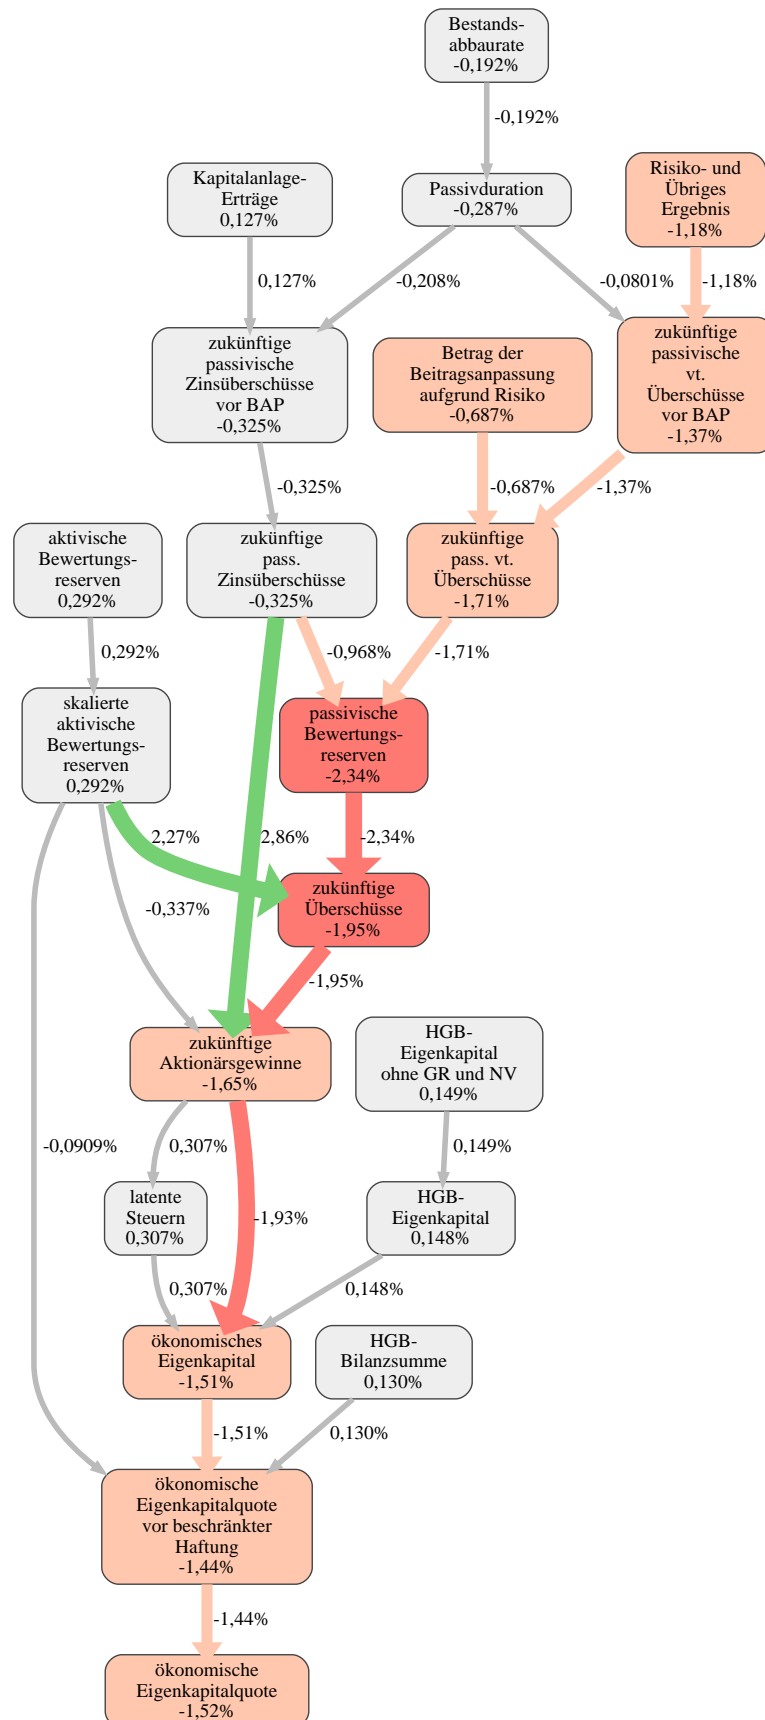 Bestands-
abbaurate
-0,192%
-0,192%
Kapitalanlage-
Erträge
0,127%
Passivduration
-0,287%
Risiko- und
Übriges
Ergebnis
-1,18%
0,127%
-0,208%
-0,0801%
-1,18%
zukünftige
passivische
Zinsüberschüsse
vor BAP
-0,325%
Betrag der
Beitragsanpassung
aufgrund Risiko
-0,687%
zukünftige
passivische
vt.
Überschüsse
vor BAP
-1,37%
-0,325%
-0,687%
-1,37%
aktivische
Bewertungs-
reserven
0,292%
zukünftige
pass.
Zinsüberschüsse
-0,325%
zukünftige
pass. vt.
Überschüsse
-1,71%
0,292%
-0,968%
-1,71%
skalierte
aktivische
Bewertungs-
reserven
0,292%
passivische
Bewertungs-
reserven
-2,34%
2,27%
2,86%
-2,34%
-0,337%
zukünftige
Überschüsse
-1,95%
-1,95%
zukünftige
Aktionärsgewinne
-1,65%
HGB-
Eigenkapital
ohne GR und NV
0,149%
-0,0909%
0,307%
0,149%
latente
Steuern
0,307%
-1,93%
HGB-
Eigenkapital
0,148%
0,307%
0,148%
ökonomisches
Eigenkapital
-1,51%
HGB-
Bilanzsumme
0,130%
-1,51%
0,130%
ökonomische
Eigenkapitalquote
vor beschränkter
Haftung
-1,44%
-1,44%
ökonomische
Eigenkapitalquote
-1,52%